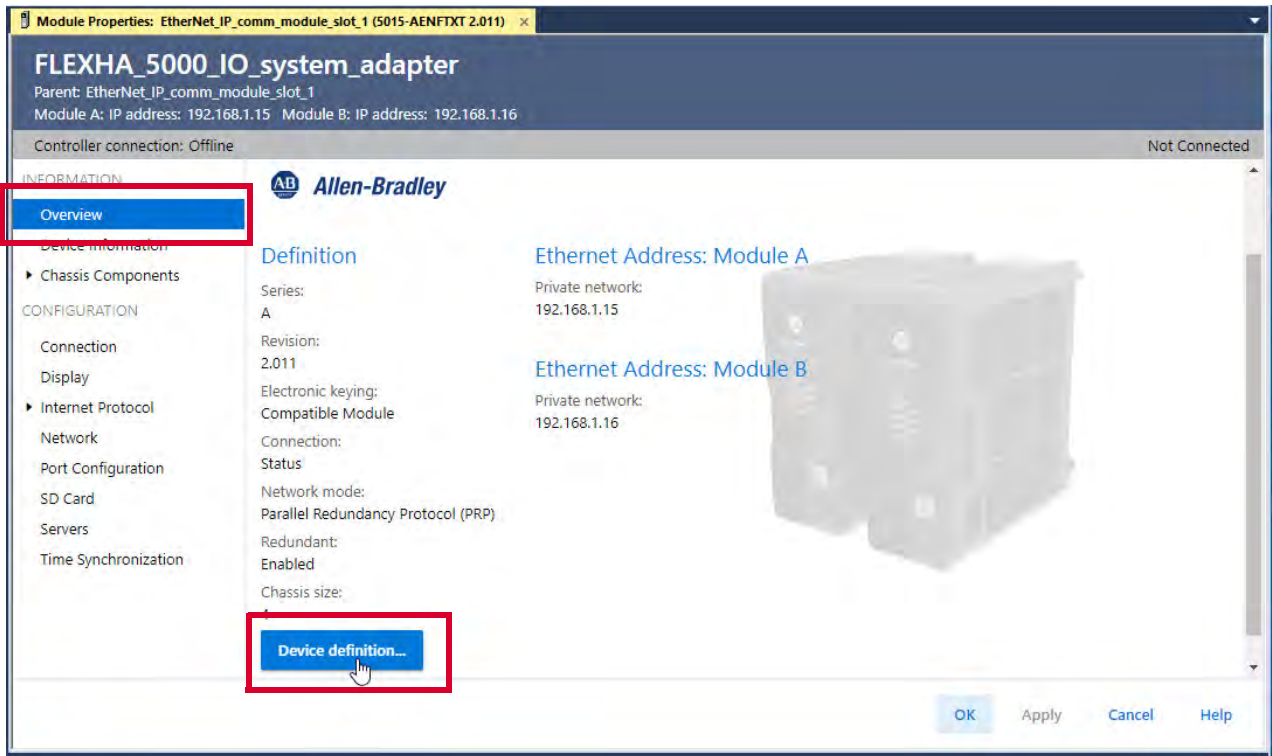 Module Properties: EtherNet_IP_comm_module_slot_1 (5015-AENFTXT 2.011) ×
FLEXHA_5000_IO_system_adapter
Parent: EtherNet_IP_comm_module_slot_1
Module A: IP address: 192.168.1.15 Module B: IP address: 192.168.1.16
Controller connection: Offline
Not Connected
INFORMATION
Overview
Device Information
Chassis Components
CONFIGURATION
Connection
Display
Internet Protocol
Network
Port Configuration
SD Card
Servers
Time Synchronization
AB Allen-Bradley
Definition
Series:
A
Revision:
2.011
Electronic keying:
Compatible Module
Connection:
Status
Network mode:
Parallel Redundancy Protocol (PRP)
Redundant:
Enabled
Chassis size:
Device definition...
Ethernet Address: Module A
Private network:
192.168.1.15
Ethernet Address: Module B
Private network:
192.168.1.16
OK
Apply
Cancel
Help